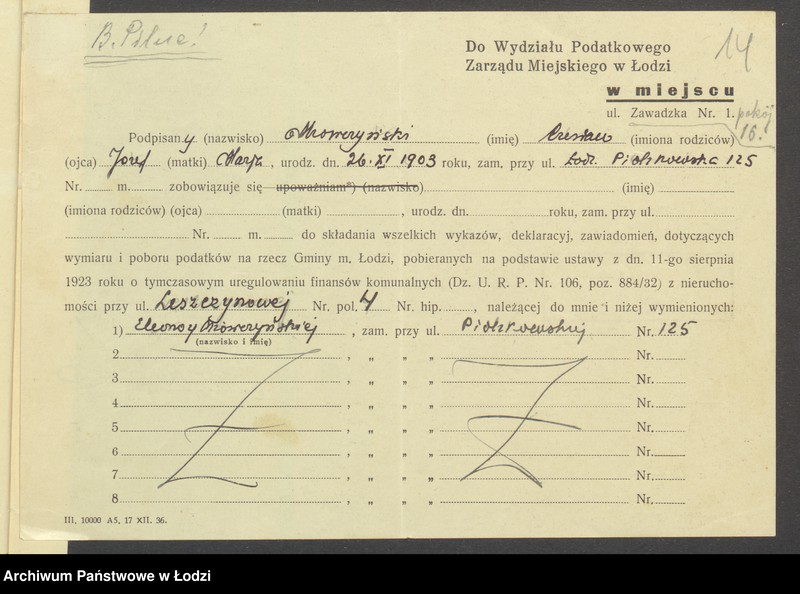 B. Pilne!
14
Do Wydziału Podatkowego
Zarządu Miejskiego w Łodzi
w miejscu
ul. Zawadzka Nr. 1. pokój
16.
Podpisany (nazwisko) Mroczyński (imię) Czesław (imiona rodziców)
(ojca) Józef (matki) Marja, urodz. dn. 26. XI 1903 roku, zam. przy ul. Łódź. Piotrkowska 125
Nr. m. zobowiązuje się upoważniam*) (nazwisko) (imię)
(imiona rodziców) (ojca) (matki) , urodz. dn. roku, zam. przy ul.
Nr. m. do składania wszelkich wykazów, deklaracyj, zawiadomień, dotyczących
wymiaru i poboru podatków na rzecz Gminy m. Łodzi, pobieranych na podstawie ustawy z dn. 11-go sierpnia
1923 roku o tymczasowym uregulowaniu finansów komunalnych (Dz. U. R. P. Nr. 106, poz. 884/32) z nierucho-
mości przy ul. Leszczynowej Nr. pol. 4 Nr. hip. , należącej do mnie i niżej wymienionych:
1) Eleonory Mroczyńskiej, zam. przy ul. Piotrkowskiej Nr. 125
(nazwisko i imię)
2 , „ „ „ Nr.
3 , „ „ „ Nr.
4 , „ „ „ Nr.
5 , „ „ „ Nr.
6 , „ „ „ Nr.
7 , „ „ „ Nr.
8 , „ „ „ Nr.
III. 10000 A5. 17 XII. 36.
Archiwum Państwowe w Łodzi